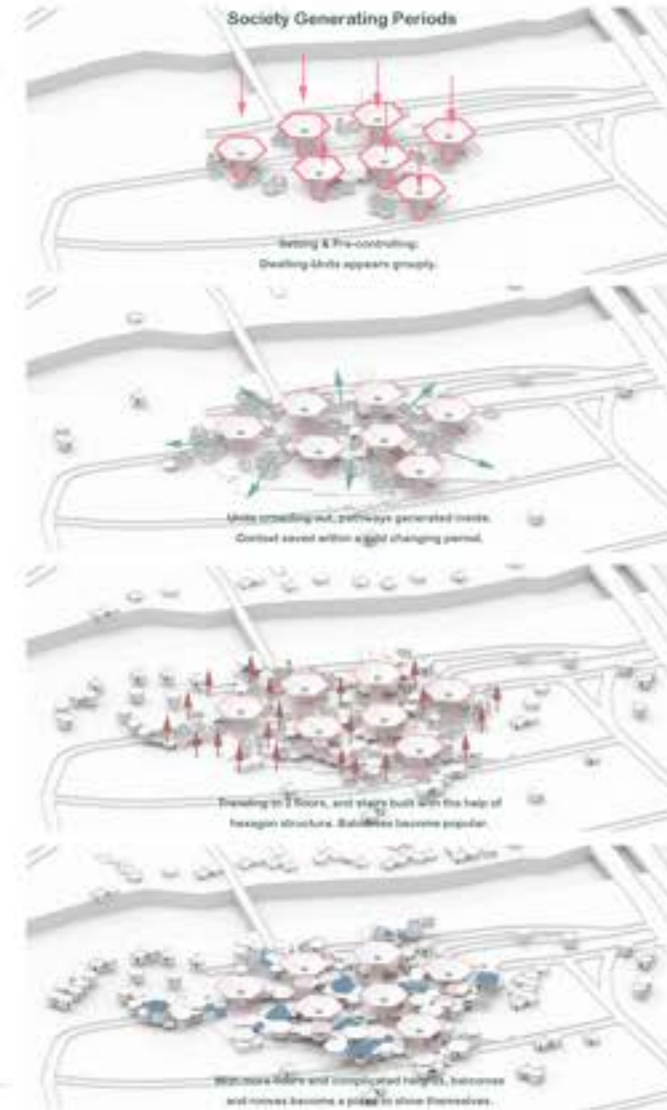 Society Generating Periods
Setting & Pre-controlling.
Dwelling Units appears grouply.
Units crowding out, pathways generated inside.
Context saved within a changing period.
Trending to 2 floors, and stairs built with the help of
hexagon structure. Balconies become popular.
With more floors and complicated heights, balconies
and rooves become a place to show themselves.